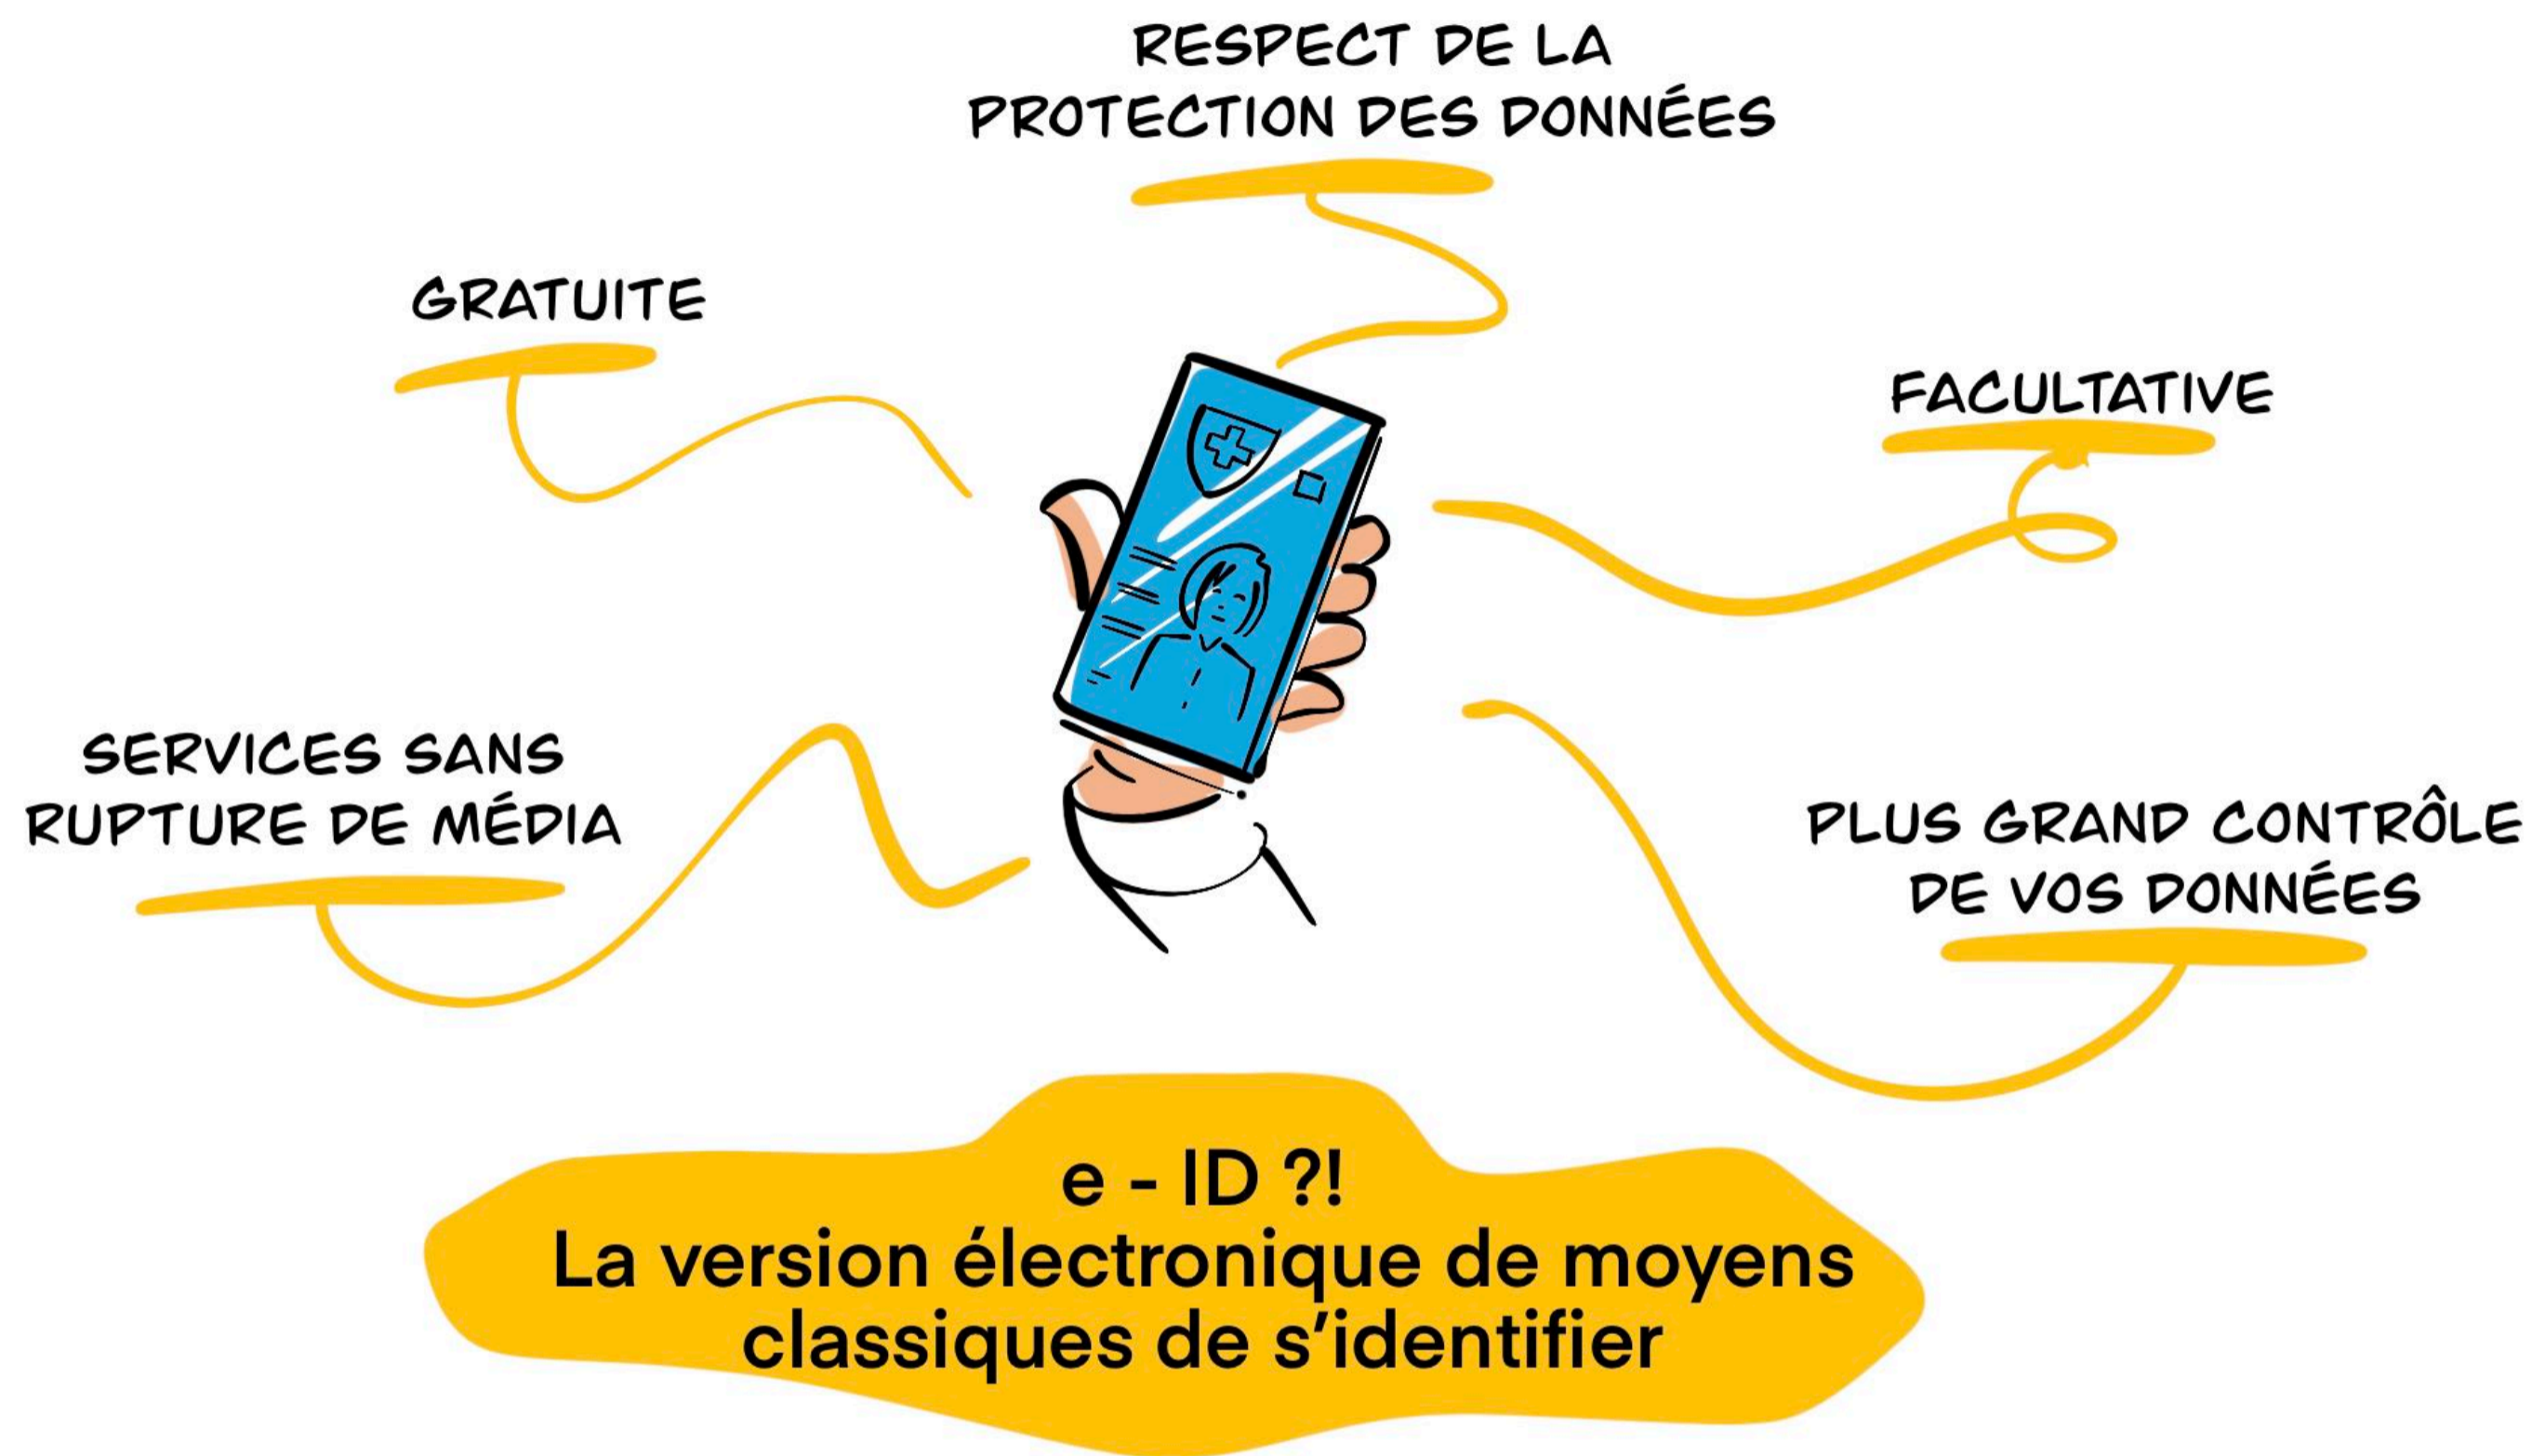 RESPECT DE LA
PROTECTION DES DONNÉES
GRATUITE
FACULTATIVE
SERVICES SANS
RUPTURE DE MÉDIA
PLUS GRAND CONTRÔLE
DE VOS DONNÉES
e - ID ?!
La version électronique de moyens
classiques de s'identifier